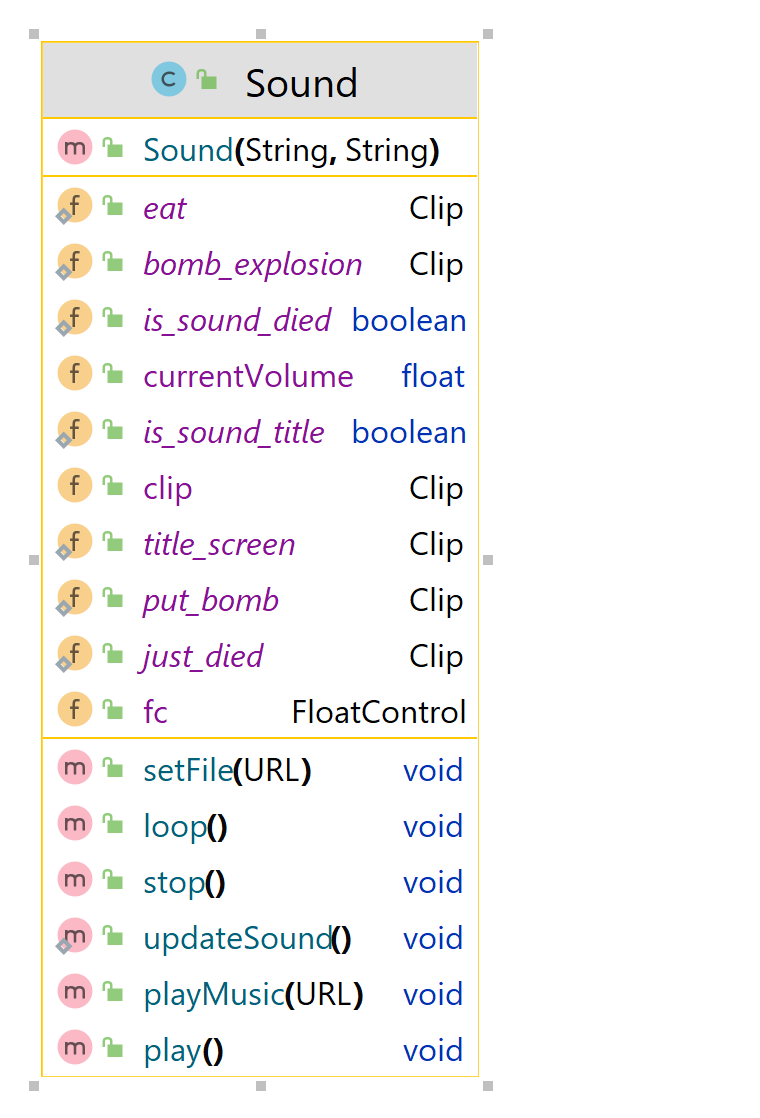 C Sound
m Sound(String, String)
f eat Clip
f bomb_explosion Clip
f is_sound_died boolean
f currentVolume float
f is_sound_title boolean
f clip Clip
f title_screen Clip
f put_bomb Clip
f just_died Clip
f fc FloatControl
m setFile(URL) void
m loop() void
m stop() void
m updateSound() void
m playMusic(URL) void
m play() void